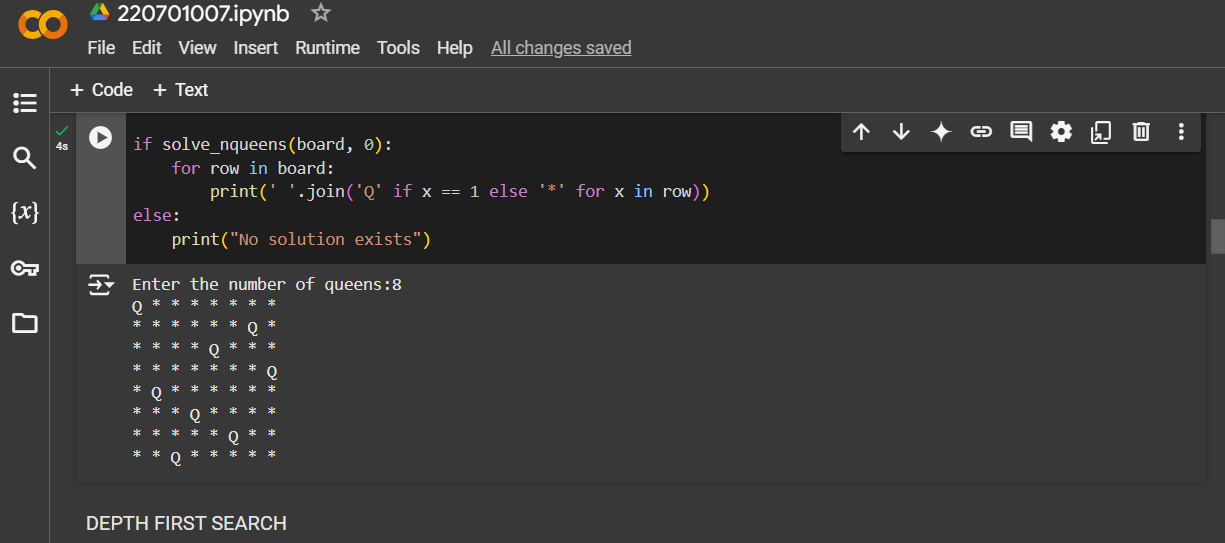 220701007.ipynb
File Edit View Insert Runtime Tools Help All changes saved
+ Code + Text
4s
if solve_nqueens(board, 0):
    for row in board:
        print(' '.join('Q' if x == 1 else '*' for x in row))
else:
    print("No solution exists")
{x}
Enter the number of queens:8
Q * * * * * * *
* * * * * * Q *
* * * * Q * * *
* * * * * * * Q
* Q * * * * * *
* * * Q * * * *
* * * * * Q * *
* * Q * * * * *
DEPTH FIRST SEARCH